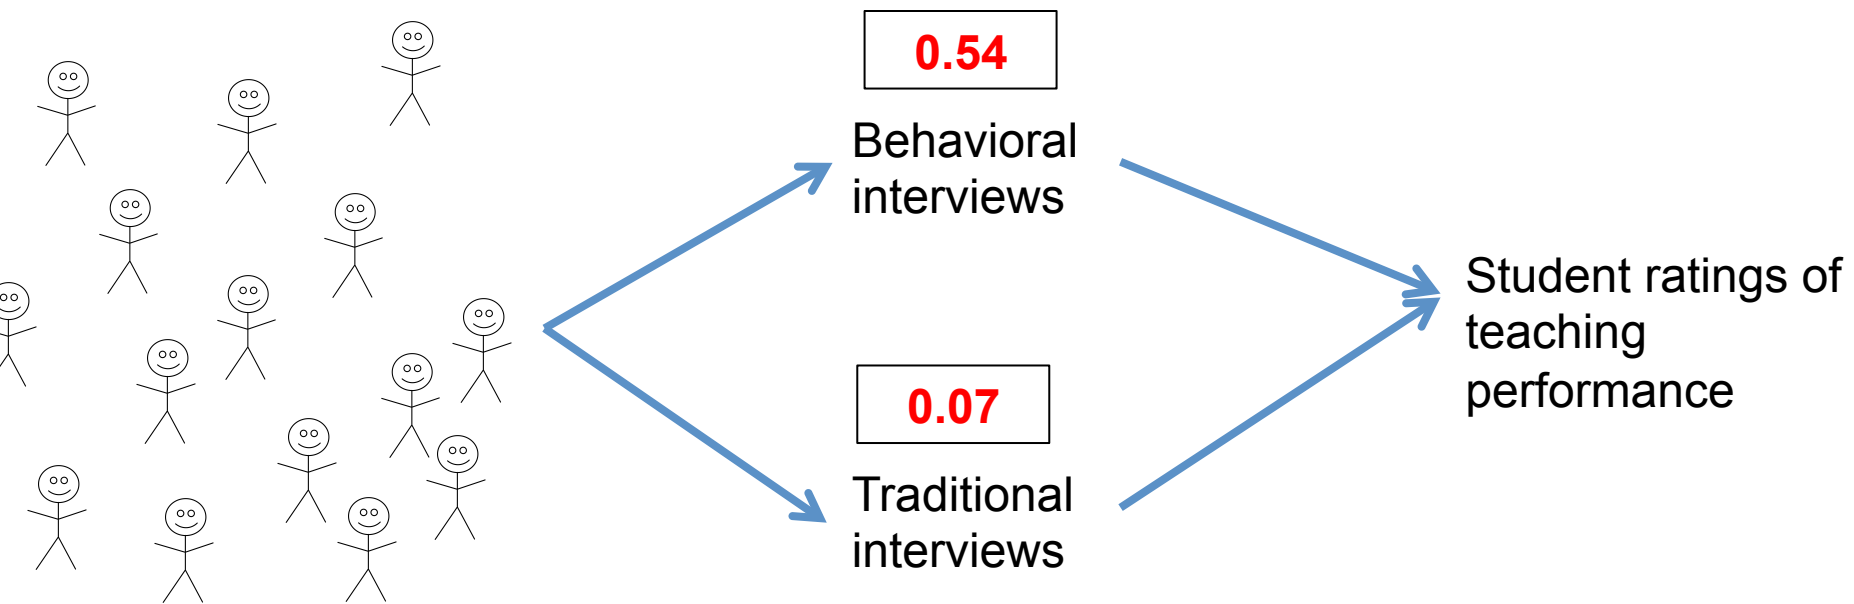 0.54
Behavioral
interviews
Student ratings of
teaching
performance
0.07
Traditional
interviews